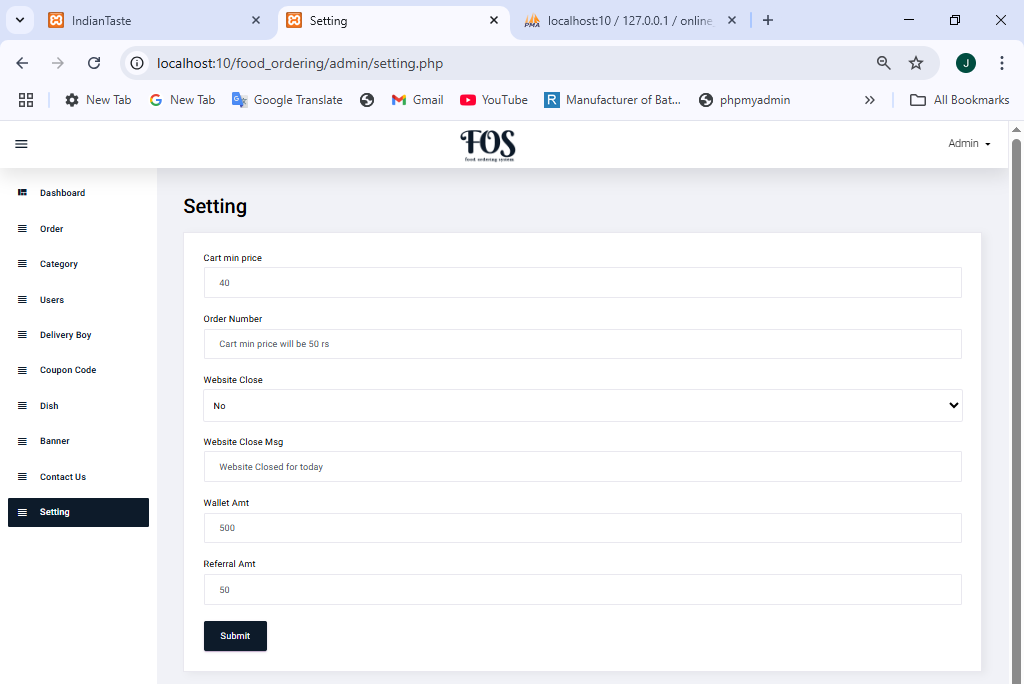 IndianTaste
Setting
localhost:10 / 127.0.0.1 / online_
localhost:10/food_ordering/admin/setting.php
J
New Tab
New Tab
Google Translate
Gmail
YouTube
R
Manufacturer of Bat...
phpmyadmin
All Bookmarks
FOS
food ordering system
Admin
Dashboard
Order
Category
Users
Delivery Boy
Coupon Code
Dish
Banner
Contact Us
Setting
Setting
Cart min price
40
Order Number
Cart min price will be 50 rs
Website Close
No
Website Close Msg
Website Closed for today
Wallet Amt
500
Referral Amt
50
Submit